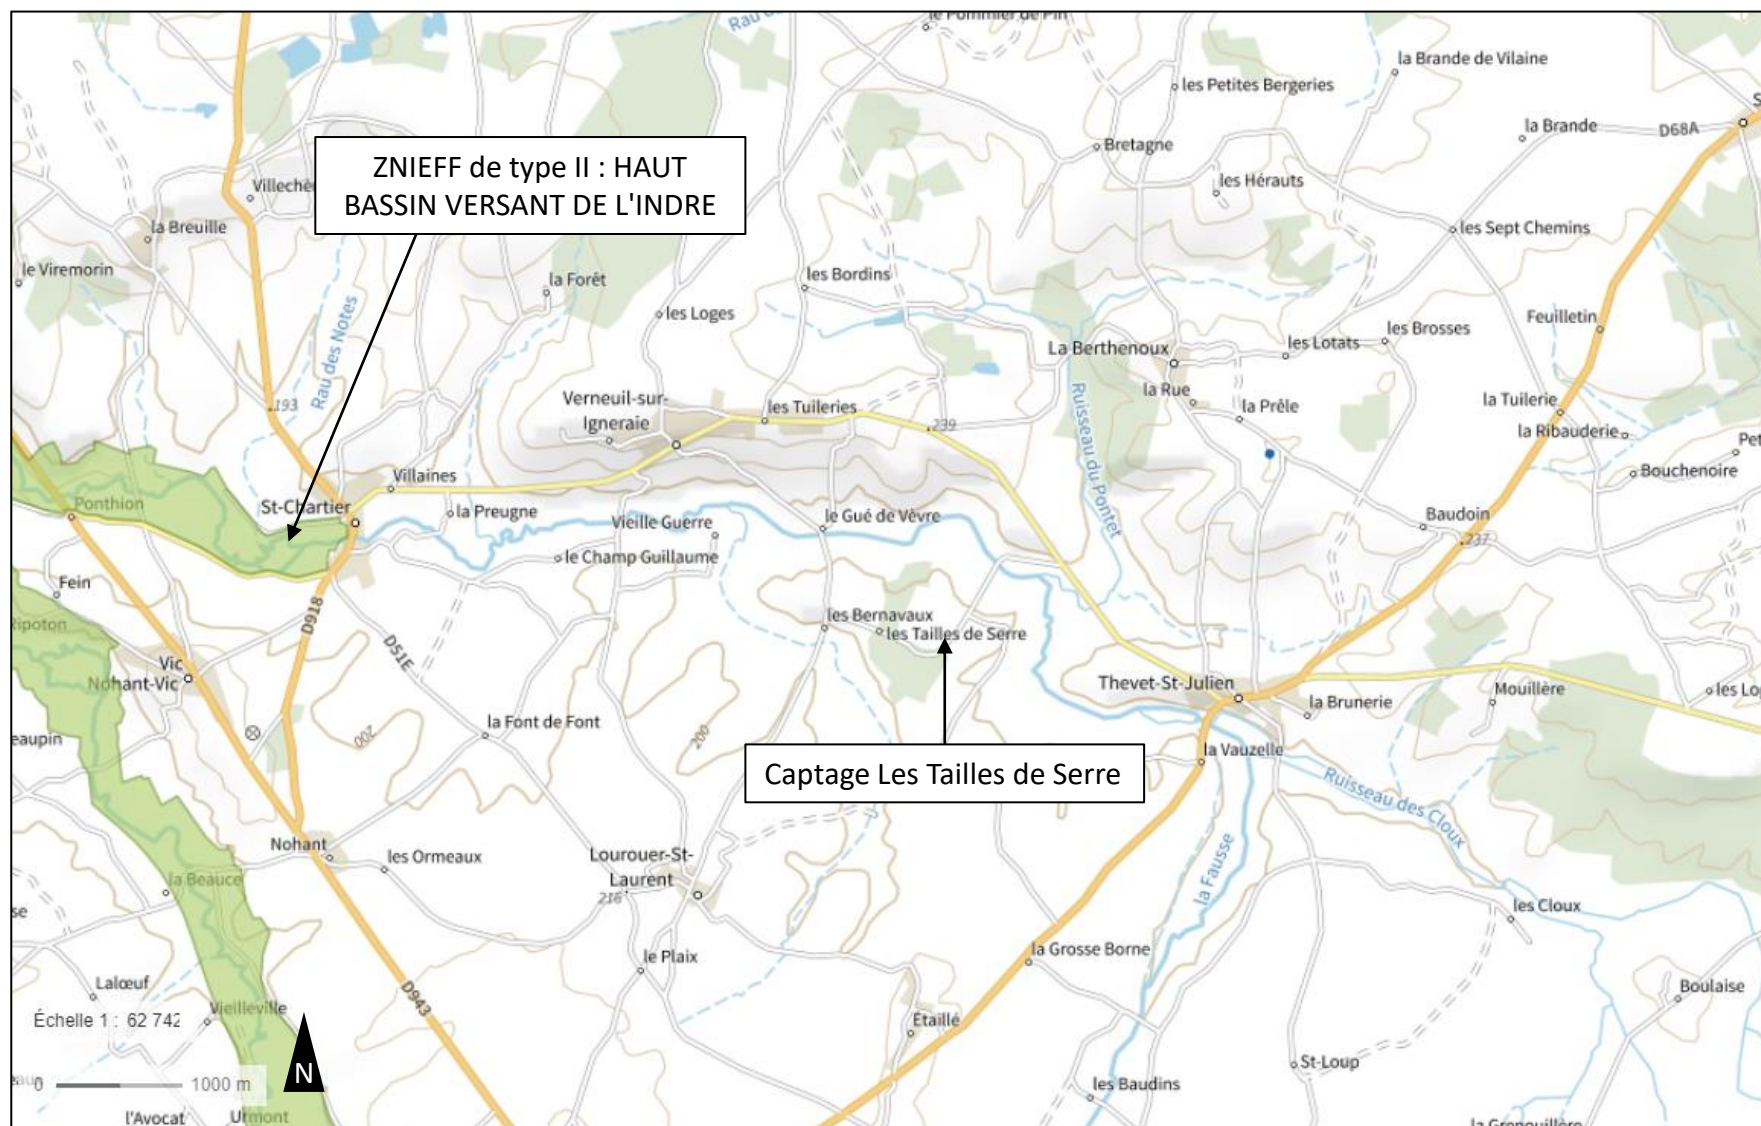 le Pommier de Pin
la Brande de Vilaine
les Petites Bergeries
la Brande
D68A
Bretagne
ZNIEFF de type II : HAUT
BASSIN VERSANT DE L'INDRE
les Hérauts
la Breuille
les Sept Chemins
le Viremorin
la Forêt
les Bordins
Rau des Notes
les Loges
Feuilletin
les Brosses
La Berthenoux
les Lotats
Ruisseau du Pontet
la Rue
Verneuil-sur-
Igneraie
les Tuileries
193
la Prêle
la Tuilerie
239
la Ribauderie
Bouchenoire
Villaines
Ponthion
St-Chartier
la Preugne
Vieille Guerre
le Gué de Vèvre
Baudoin
237
le Champ Guillaume
Fein
D918
les Bernavaux
les Tailles de Serre
D51E
Vic
Nohant-Vic
Thevet-St-Julien
Mouillère
la Brunerie
la Font de Font
200
200
la Vauzelle
Captage Les Tailles de Serre
Ruisseau des Cloux
Nohant
les Ormeaux
Lourouer-St-
Laurent
216
la Fausse
la Beauce
les Cloux
la Grosse Borne
le Plaix
Lalœuf
D943
Boulaise
Vieilleville
Échelle 1 : 62 742
Étaillé
N
St-Loup
0
1000 m
les Baudins
l'Avocat
Urmont